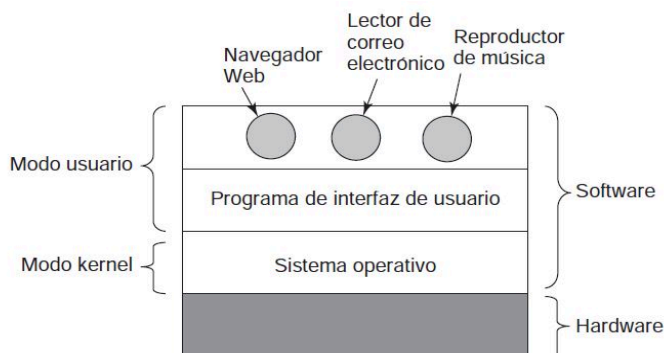 Navegador
Web
Lector de
correo
electrónico
Reproductor
de música
Modo usuario
Programa de interfaz de usuario
Software
Modo kernel
Sistema operativo
Hardware